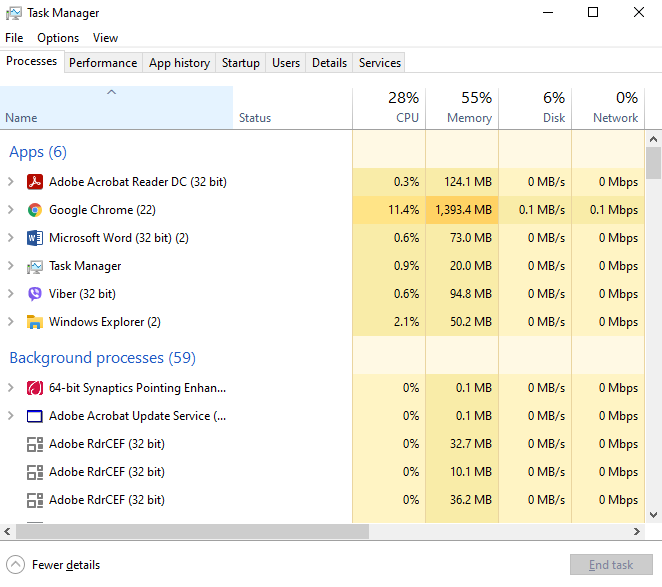 Task Manager
File Options View
Processes Performance App history Startup Users Details Services
28% 55% 6% 0%
Name Status CPU Memory Disk Network
Apps (6)
Adobe Acrobat Reader DC (32 bit) 0.3% 124.1 MB 0 MB/s 0 Mbps
Google Chrome (22) 11.4% 1,393.4 MB 0.1 MB/s 0.1 Mbps
Microsoft Word (32 bit) (2) 0.6% 73.0 MB 0 MB/s 0 Mbps
Task Manager 0.9% 20.0 MB 0 MB/s 0 Mbps
Viber (32 bit) 0.6% 94.8 MB 0 MB/s 0 Mbps
Windows Explorer (2) 2.1% 50.2 MB 0 MB/s 0 Mbps
Background processes (59)
64-bit Synaptics Pointing Enhan... 0% 0.1 MB 0 MB/s 0 Mbps
Adobe Acrobat Update Service (... 0% 0.1 MB 0 MB/s 0 Mbps
Adobe RdrCEF (32 bit) 0% 32.7 MB 0 MB/s 0 Mbps
Adobe RdrCEF (32 bit) 0% 10.1 MB 0 MB/s 0 Mbps
Adobe RdrCEF (32 bit) 0% 36.2 MB 0 MB/s 0 Mbps
Fewer details End task